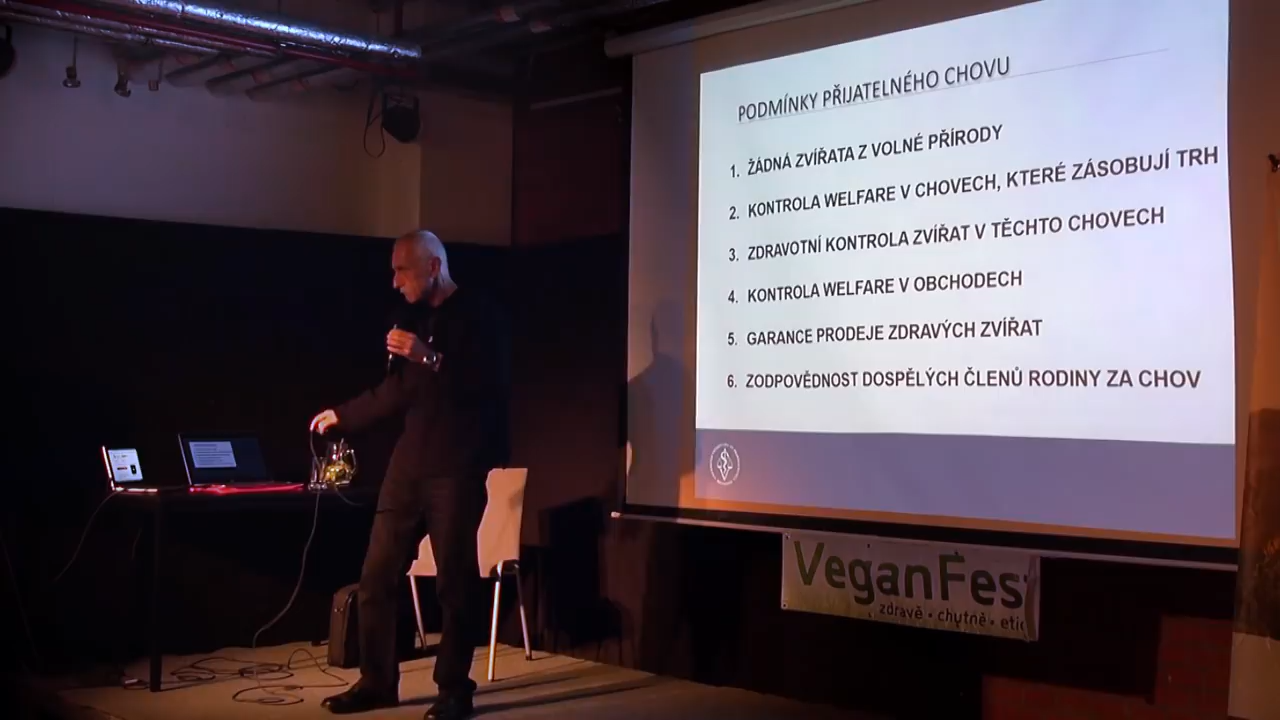 PODMÍNKY PŘIJATELNÉHO CHOVU
1. ŽÁDNÁ ZVÍŘATA Z VOLNÉ PŘÍRODY
2. KONTROLA WELFARE V CHOVECH, KTERÉ ZÁSOBUJÍ TRH
3. ZDRAVOTNÍ KONTROLA ZVÍŘAT V TĚCHTO CHOVECH
4. KONTROLA WELFARE V OBCHODECH
5. GARANCE PRODEJE ZDRAVÝCH ZVÍŘAT
6. ZODPOVĚDNOST DOSPĚLÝCH ČLENŮ RODINY ZA CHOV
VeganFes
zdravě • chutně • etic